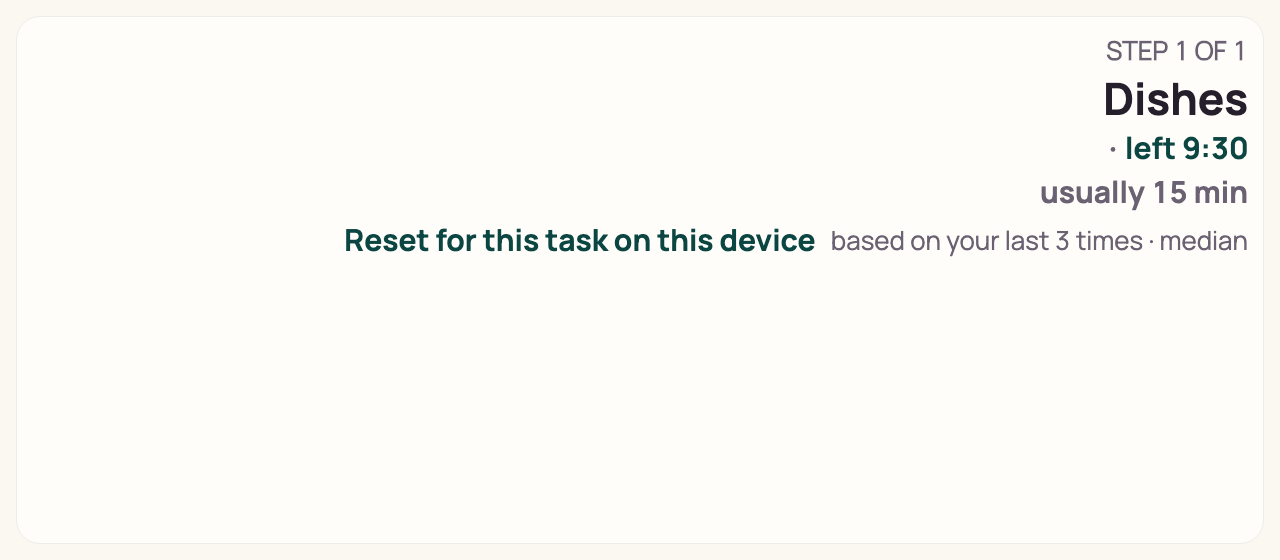 STEP 1 OF 1
Dishes
· left 9:30
usually 15 min
Reset for this task on this device based on your last 3 times · median